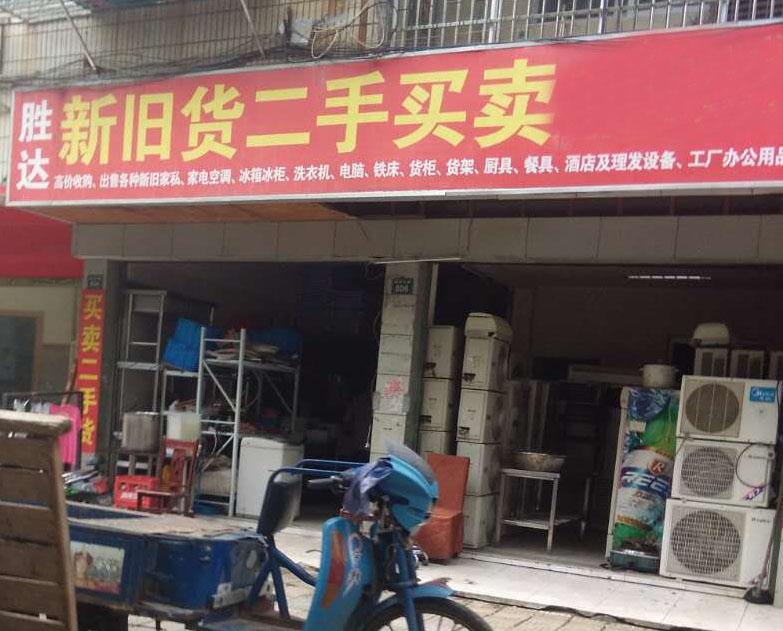 胜达
新旧货二手买卖
高价收购、出售各种新旧家私、家电空调、冰箱冰柜、洗衣机、电脑、铁床、货柜、货架、厨具、餐具、酒店及理发设备、工厂办公用品
买卖二手货
806
Midea